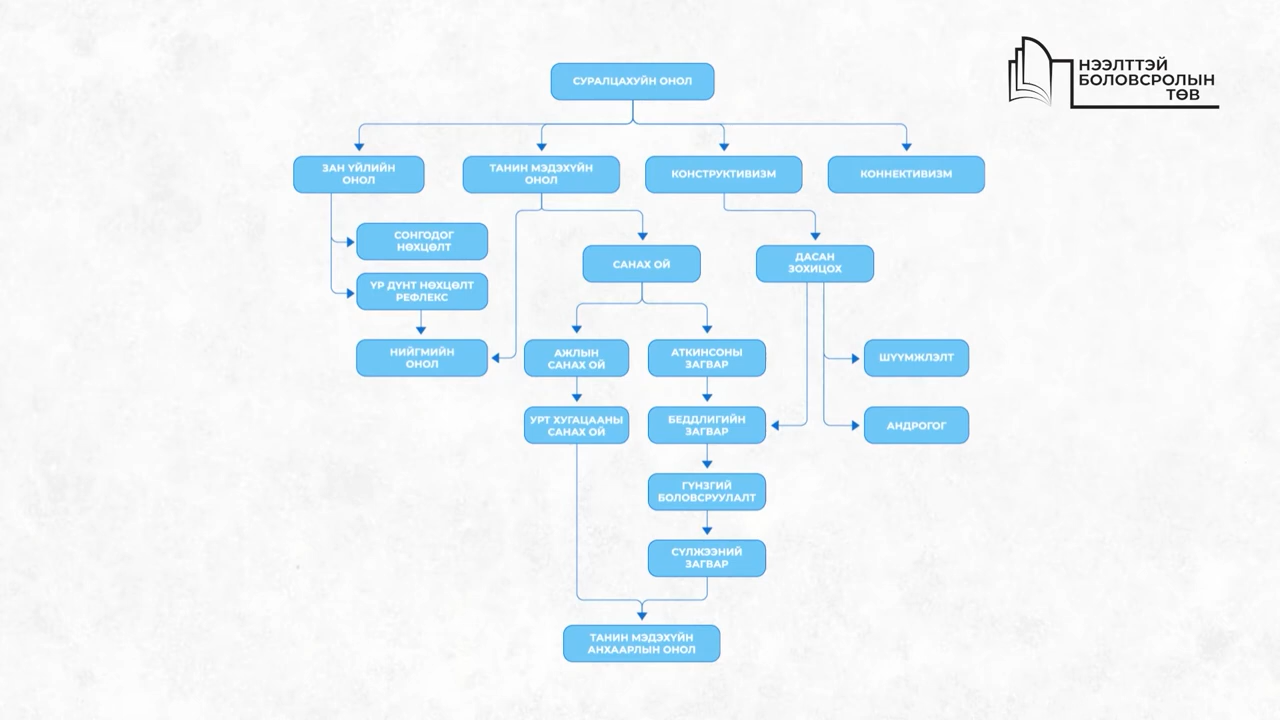 НЭЭЛТТЭЙ
БОЛОВСРОЛЫН
ТӨВ
СУРАЛЦАХУЙН ОНОЛ
ЗАН ҮЙЛИЙН
ОНОЛ
ТАНИН МЭДЭХҮЙН
ОНОЛ
КОНСТРУКТИВИЗМ
КОННЕКТИВИЗМ
СОНГОДОГ
НӨХЦӨЛТ
ҮР ДҮНТ НӨХЦӨЛТ
РЕФЛЕКС
НИЙГМИЙН
ОНОЛ
САНАХ ОЙ
ДАСАН
ЗОХИЦОХ
АЖЛЫН
САНАХ ОЙ
АТКИНСОНЫ
ЗАГВАР
ШҮҮМЖЛЭЛТ
УРТ ХУГАЦААНЫ
САНАХ ОЙ
БЕДДЛИГИЙН
ЗАГВАР
АНДРОГОГ
ГҮНЗГИЙ
БОЛОВСРУУЛАЛТ
СҮЛЖЭЭНИЙ
ЗАГВАР
ТАНИН МЭДЭХҮЙН
АНХААРЛЫН ОНОЛ